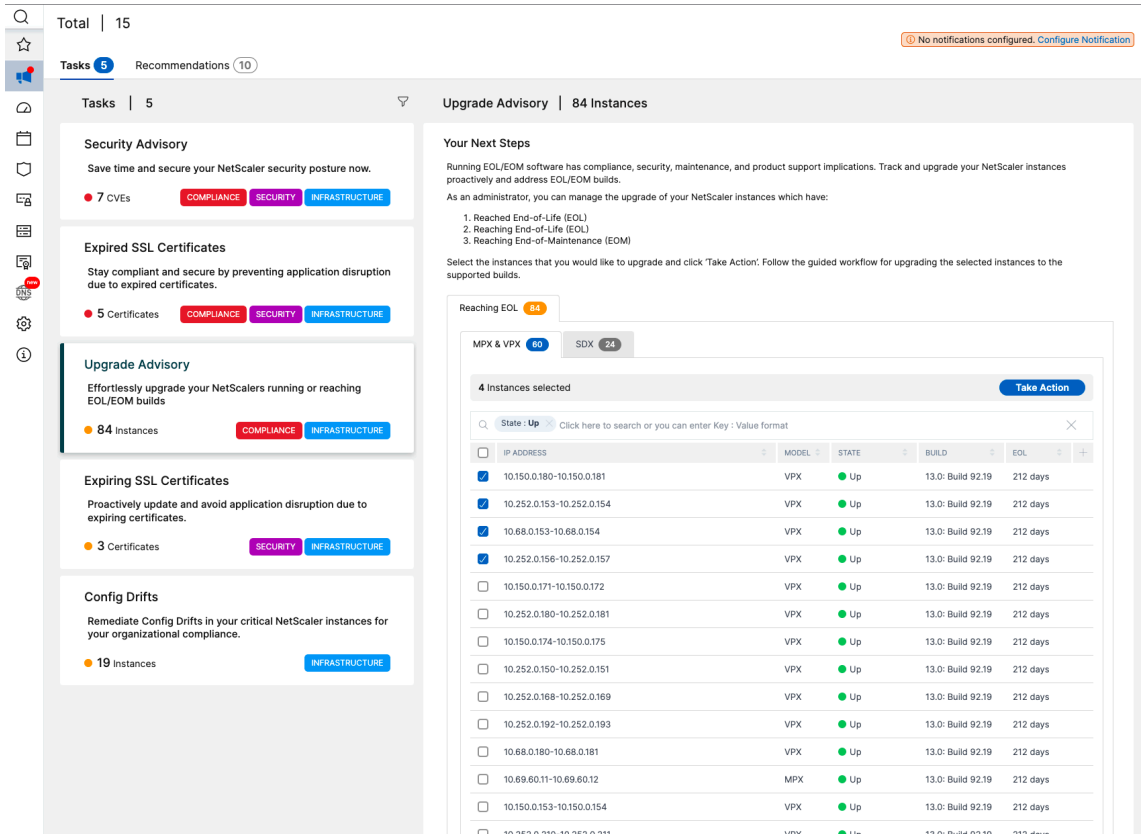 Total | 15
No notifications configured. Configure Notification
Tasks 5 Recommendations 10
new
DNS
Tasks | 5
Security Advisory
Save time and secure your NetScaler security posture now.
7 CVEs COMPLIANCE SECURITY INFRASTRUCTURE
Expired SSL Certificates
Stay compliant and secure by preventing application disruption
due to expired certificates.
5 Certificates COMPLIANCE SECURITY INFRASTRUCTURE
Upgrade Advisory
Effortlessly upgrade your NetScalers running or reaching
EOL/EOM builds
84 Instances COMPLIANCE INFRASTRUCTURE
Expiring SSL Certificates
Proactively update and avoid application disruption due to
expiring certificates.
3 Certificates SECURITY INFRASTRUCTURE
Config Drifts
Remediate Config Drifts in your critical NetScaler instances for
your organizational compliance.
19 Instances INFRASTRUCTURE
Upgrade Advisory | 84 Instances
Your Next Steps
Running EOL/EOM software has compliance, security, maintenance, and product support implications. Track and upgrade your NetScaler instances
proactively and address EOL/EOM builds.
As an administrator, you can manage the upgrade of your NetScaler instances which have:
1. Reached End-of-Life (EOL)
2. Reaching End-of-Life (EOL)
3. Reaching End-of-Maintenance (EOM)
Select the instances that you would like to upgrade and click 'Take Action'. Follow the guided workflow for upgrading the selected instances to the
supported builds.
Reaching EOL 84
MPX & VPX 60 SDX 24
4 Instances selected Take Action
State : Up Click here to search or you can enter Key : Value format
IP ADDRESS MODEL STATE BUILD EOL
10.150.0.180-10.150.0.181 VPX Up 13.0: Build 92.19 212 days
10.252.0.153-10.252.0.154 VPX Up 13.0: Build 92.19 212 days
10.68.0.153-10.68.0.154 VPX Up 13.0: Build 92.19 212 days
10.252.0.156-10.252.0.157 VPX Up 13.0: Build 92.19 212 days
10.150.0.171-10.150.0.172 VPX Up 13.0: Build 92.19 212 days
10.252.0.180-10.252.0.181 VPX Up 13.0: Build 92.19 212 days
10.150.0.174-10.150.0.175 VPX Up 13.0: Build 92.19 212 days
10.252.0.150-10.252.0.151 VPX Up 13.0: Build 92.19 212 days
10.252.0.168-10.252.0.169 VPX Up 13.0: Build 92.19 212 days
10.252.0.192-10.252.0.193 VPX Up 13.0: Build 92.19 212 days
10.68.0.180-10.68.0.181 VPX Up 13.0: Build 92.19 212 days
10.69.60.11-10.69.60.12 MPX Up 13.0: Build 92.19 212 days
10.150.0.153-10.150.0.154 VPX Up 13.0: Build 92.19 212 days